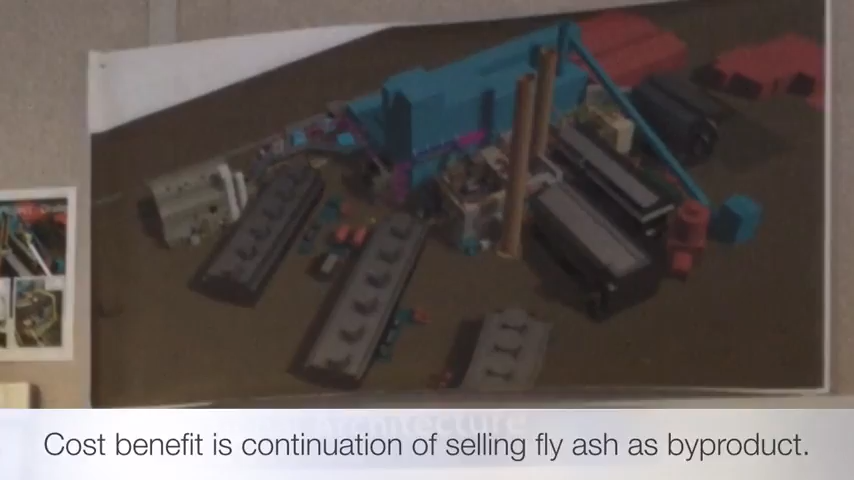 Cost benefit is continuation of selling fly ash as byproduct.